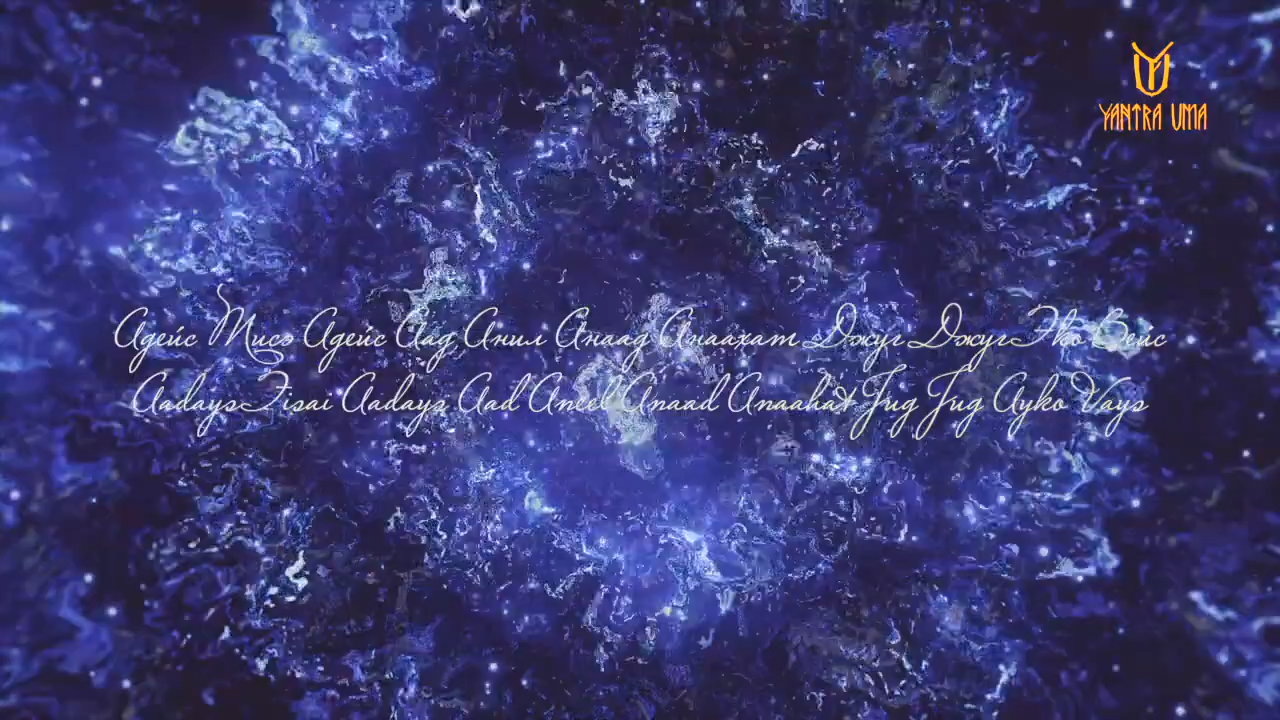 YANTRA UMA
Адейс Тисэ Адейс Аад Анил Анаад Анаахат Джуг Джуг Эко Вейс
Aadays Tisai Aadays Aad Aneel Anaad Anaahat Jug Jug Ayko Vays